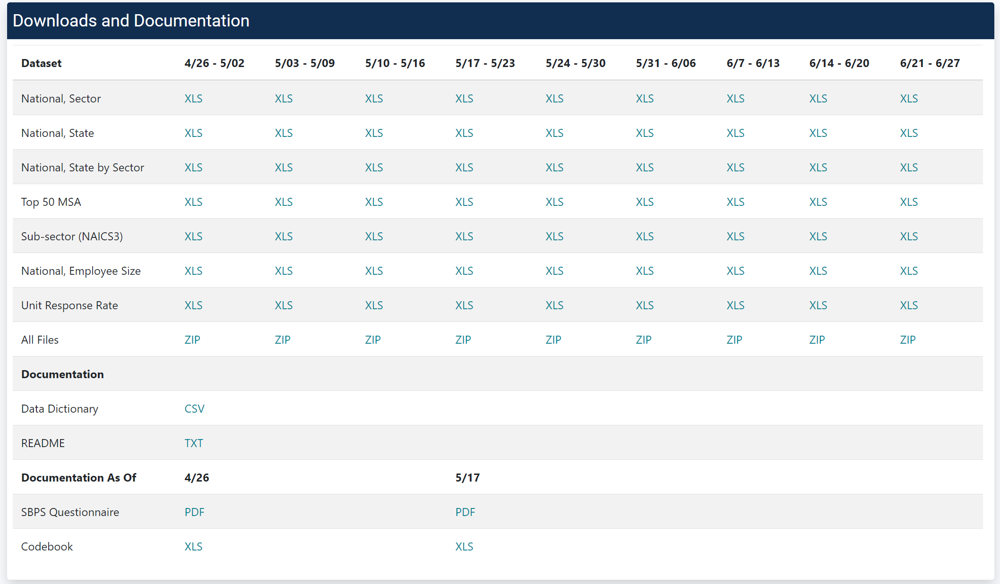 Downloads and Documentation
Dataset 4/26 - 5/02 5/03 - 5/09 5/10 - 5/16 5/17 - 5/23 5/24 - 5/30 5/31 - 6/06 6/7 - 6/13 6/14 - 6/20 6/21 - 6/27
National, Sector XLS XLS XLS XLS XLS XLS XLS XLS XLS
National, State XLS XLS XLS XLS XLS XLS XLS XLS XLS
National, State by Sector XLS XLS XLS XLS XLS XLS XLS XLS XLS
Top 50 MSA XLS XLS XLS XLS XLS XLS XLS XLS XLS
Sub-sector (NAICS3) XLS XLS XLS XLS XLS XLS XLS XLS XLS
National, Employee Size XLS XLS XLS XLS XLS XLS XLS XLS XLS
Unit Response Rate XLS XLS XLS XLS XLS XLS XLS XLS XLS
All Files ZIP ZIP ZIP ZIP ZIP ZIP ZIP ZIP ZIP
Documentation
Data Dictionary CSV
README TXT
Documentation As Of 4/26 5/17
SBPS Questionnaire PDF PDF
Codebook XLS XLS